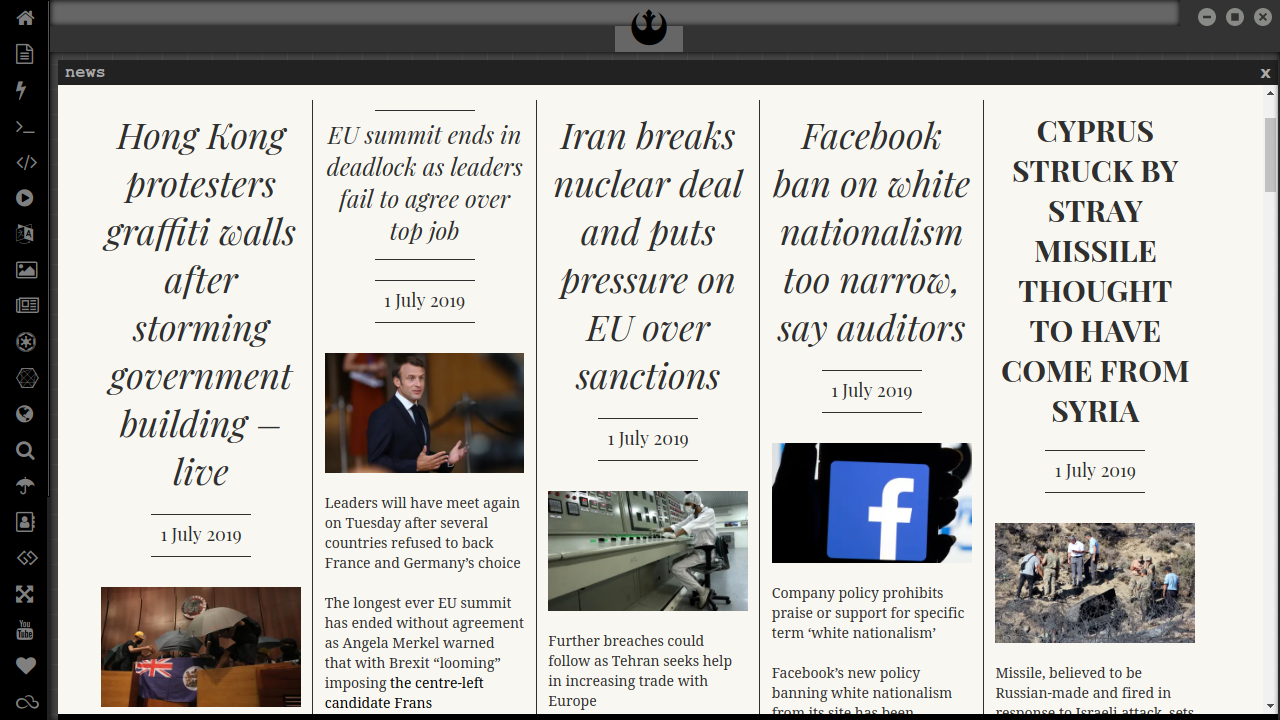 news
x
Hong Kong
protesters
graffiti walls
after
storming
government
building –
live
1 July 2019
EU summit ends in
deadlock as leaders
fail to agree over
top job
1 July 2019
Leaders will have meet again
on Tuesday after several
countries refused to back
France and Germany’s choice
The longest ever EU summit
has ended without agreement
as Angela Merkel warned
that with Brexit “looming”
imposing the centre-left
candidate Frans
Iran breaks
nuclear deal
and puts
pressure on
EU over
sanctions
1 July 2019
Further breaches could
follow as Tehran seeks help
in increasing trade with
Europe
Facebook
ban on white
nationalism
too narrow,
say auditors
1 July 2019
f
Company policy prohibits
praise or support for specific
term ‘white nationalism’
Facebook’s new policy
banning white nationalism
from its site has been
CYPRUS
STRUCK BY
STRAY
MISSILE
THOUGHT
TO HAVE
COME FROM
SYRIA
1 July 2019
Missile, believed to be
Russian-made and fired in
response to Israeli attack, sets
You
Tube